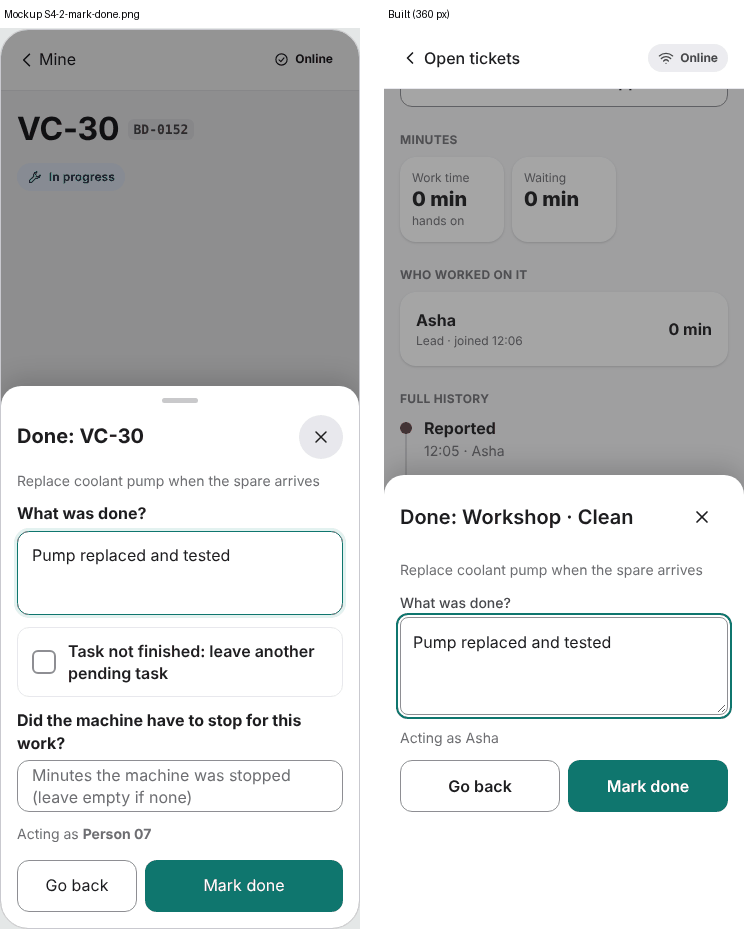 Mockup S4-2-mark-done.png
Mine
Online
VC-30 BD-0152
In progress
Done: VC-30
Replace coolant pump when the spare arrives
What was done?
Pump replaced and tested
Task not finished: leave another
pending task
Did the machine have to stop for this
work?
Minutes the machine was stopped
(leave empty if none)
Acting as Person 07
Go back
Mark done
Built (360 px)
Open tickets
Online
MINUTES
Work time
0 min
hands on
Waiting
0 min
WHO WORKED ON IT
Asha
Lead · joined 12:06
0 min
FULL HISTORY
Reported
12:05 · Asha
Done: Workshop · Clean
Replace coolant pump when the spare arrives
What was done?
Pump replaced and tested
Acting as Asha
Go back
Mark done